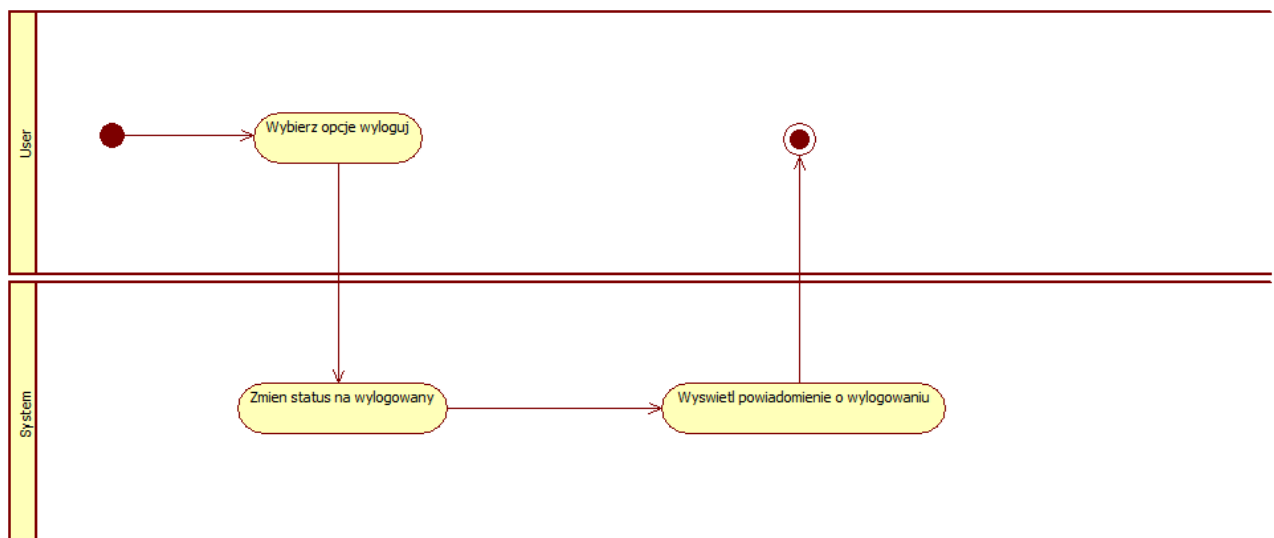 User
Wybierz opcje wyloguj
System
Zmien status na wylogowany
Wyswietl powiadomienie o wylogowaniu